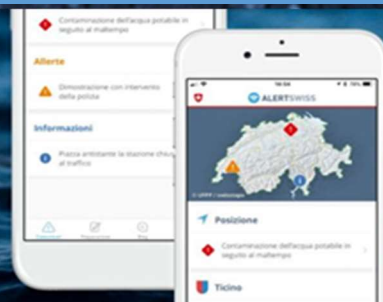 Contaminazione dell'acqua potabile in
seguito al maltempo
Allerte
Dimostrazione con intervento
della polizia
Informazioni
Piazza antistante la stazione
al traffico
ALERTSWISS
Posizione
Contaminazione dell'acqua potabile in
seguito al maltempo
Ticino